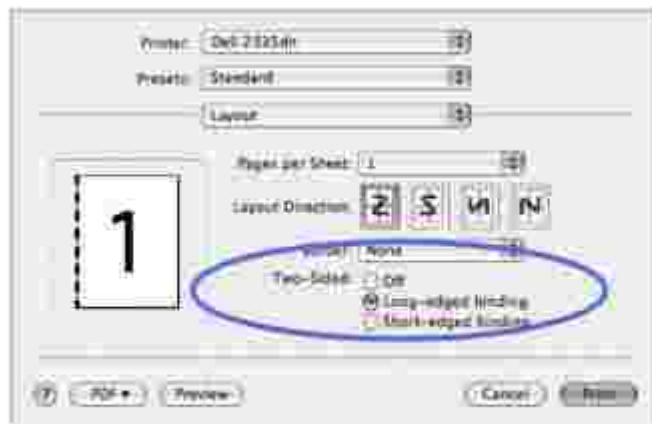 Printer: Dell 2335dn
Presets: Standard
Layout
Pages per Sheet: 1
Layout Direction:
Border: None
Two-Sided: Off
Long-edged binding
Short-edged binding
1
? PDF Preview Cancel Print